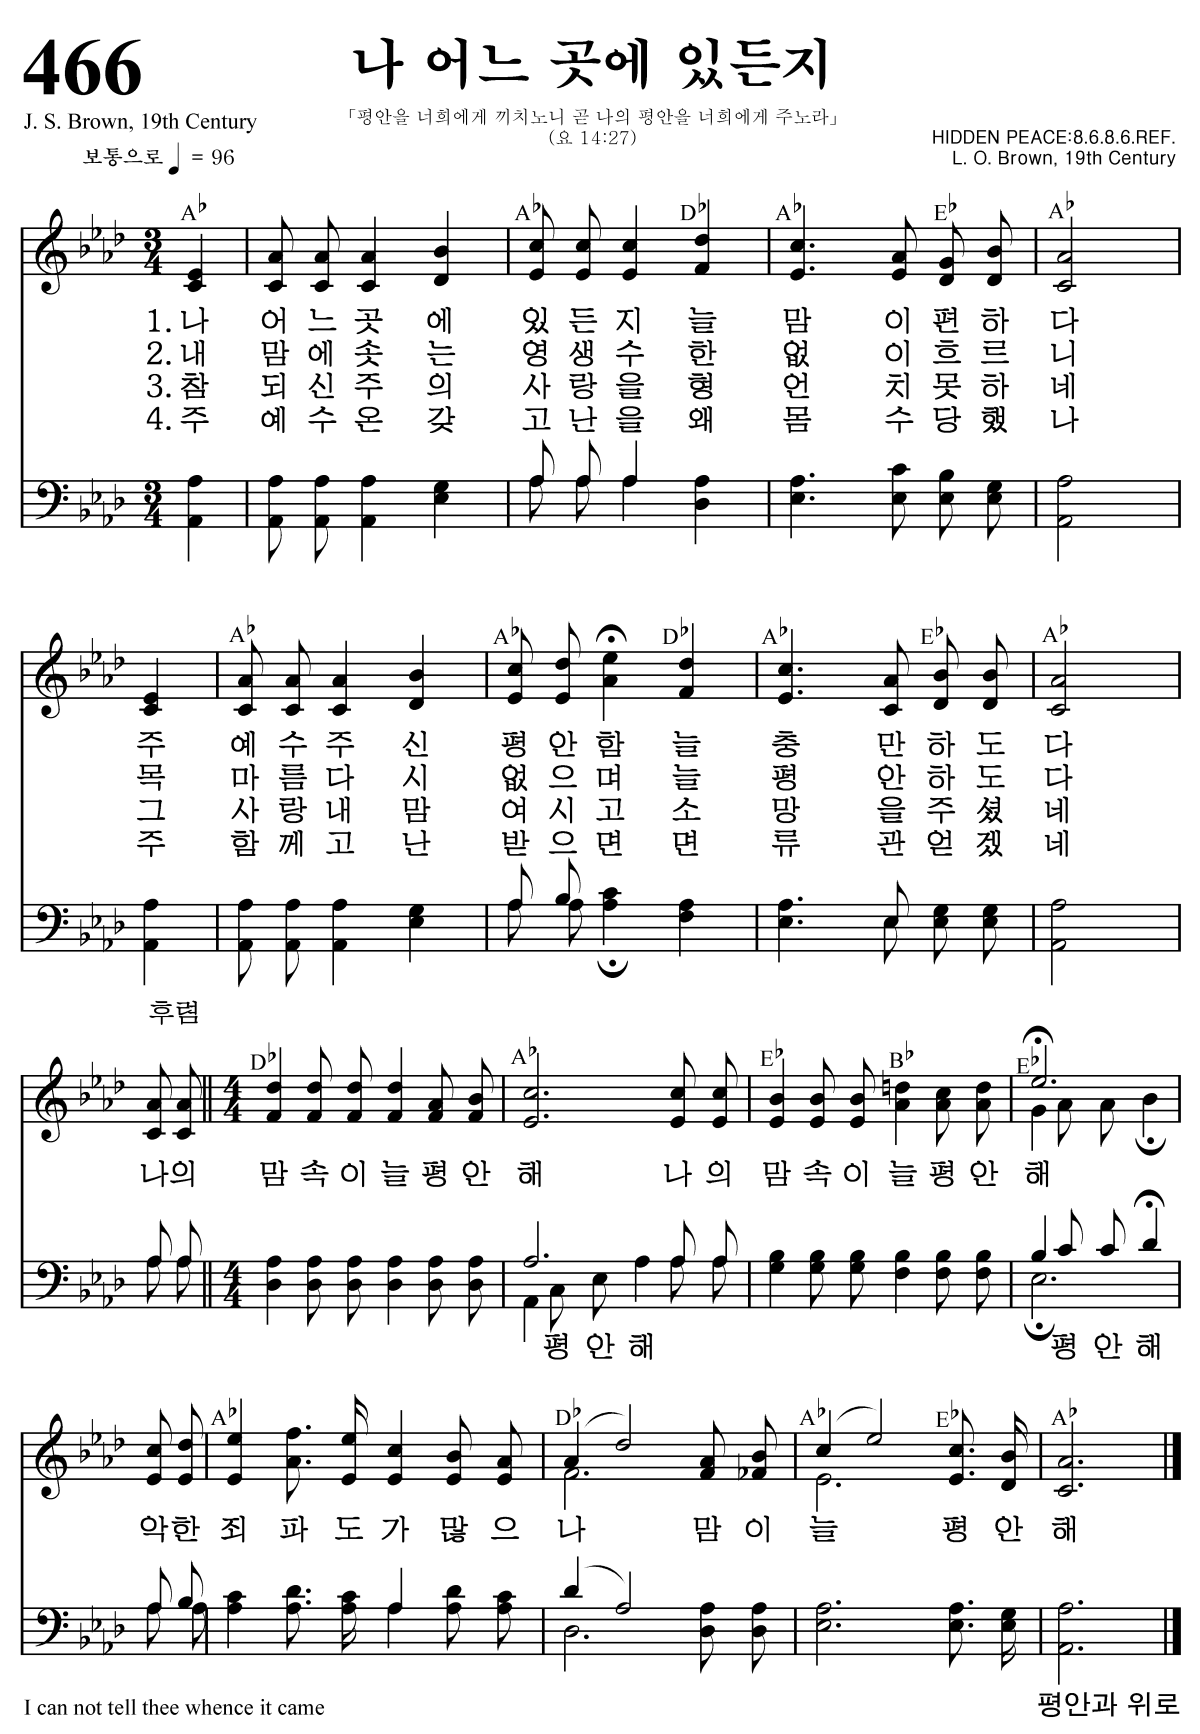 466
나 어느 곳에 있든지
J. S. Brown, 19th Century
「평안을 너희에게 끼치노니 곧 나의 평안을 너희에게 주노라」
(요 14:27)
HIDDEN PEACE:8.6.8.6.REF.
보통으로 ♩ = 96
L. O. Brown, 19th Century
A♭ A♭ D♭ A♭ E♭ A♭
3/4
1. 나 어 느 곳 에 있 든 지 늘 맘 이 편 하 다
2. 내 맘 에 솟 는 영 생 수 한 없 이 흐 르 니
3. 참 되 신 주 의 사 랑 을 형 언 치 못 하 네
4. 주 예 수 온 갖 고 난 을 왜 몸 수 당 했 나
3/4
A♭ A♭ D♭ A♭ E♭ A♭
주 예 수 주 신 평 안 함 늘 충 만 하 도 다
목 마 름 다 시 없 으 며 늘 평 안 하 도 다
그 사 랑 내 맘 여 시 고 소 망 을 주 셨 네
주 함 께 고 난 받 으 면 면 류 관 얻 겠 네
후렴
D♭ A♭ E♭ B♭ E♭
4/4
나의 맘 속 이 늘 평 안 해 나 의 맘 속 이 늘 평 안 해
4/4
평 안 해 평 안 해
A♭ D♭ A♭ E♭ A♭
악한 죄 파 도 가 많 으 나 맘 이 늘 평 안 해
I can not tell thee whence it came
평안과 위로